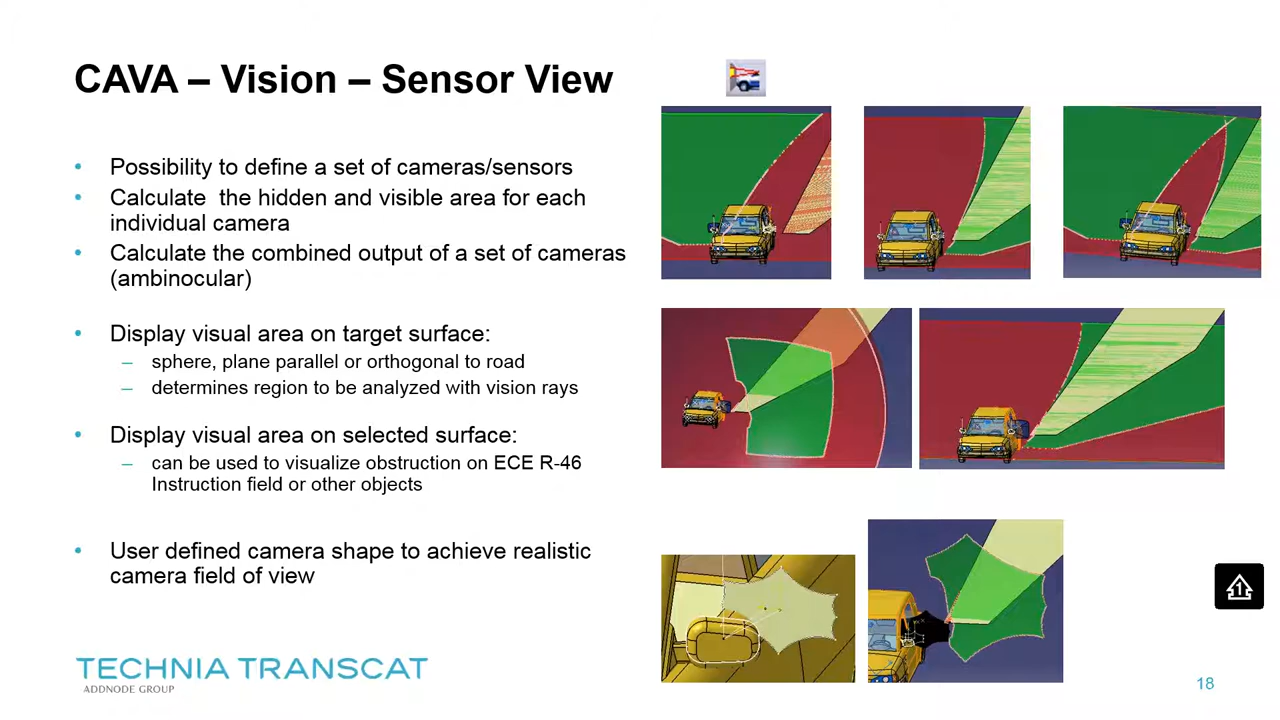 CAVA – Vision – Sensor View
• Possibility to define a set of cameras/sensors
• Calculate the hidden and visible area for each
individual camera
• Calculate the combined output of a set of cameras
(ambinocular)
• Display visual area on target surface:
– sphere, plane parallel or orthogonal to road
– determines region to be analyzed with vision rays
• Display visual area on selected surface:
– can be used to visualize obstruction on ECE R-46
Instruction field or other objects
• User defined camera shape to achieve realistic
camera field of view
1
TECHNIA TRANSCAT
ADDNODE GROUP
18